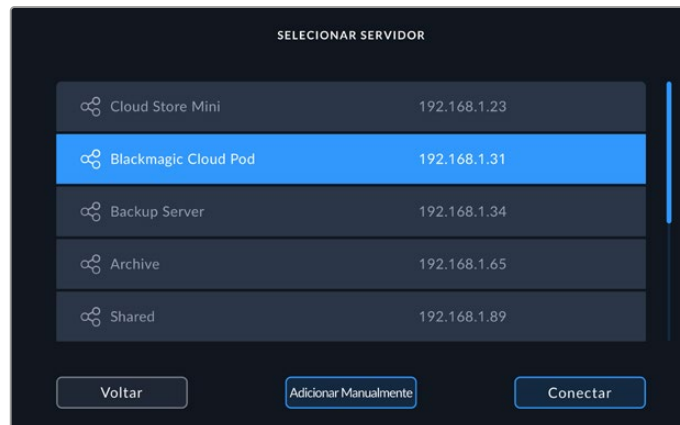 SELECIONAR SERVIDOR
Cloud Store Mini 192.168.1.23
Blackmagic Cloud Pod 192.168.1.31
Backup Server 192.168.1.34
Archive 192.168.1.65
Shared 192.168.1.89
Voltar Adicionar Manualmente Conectar